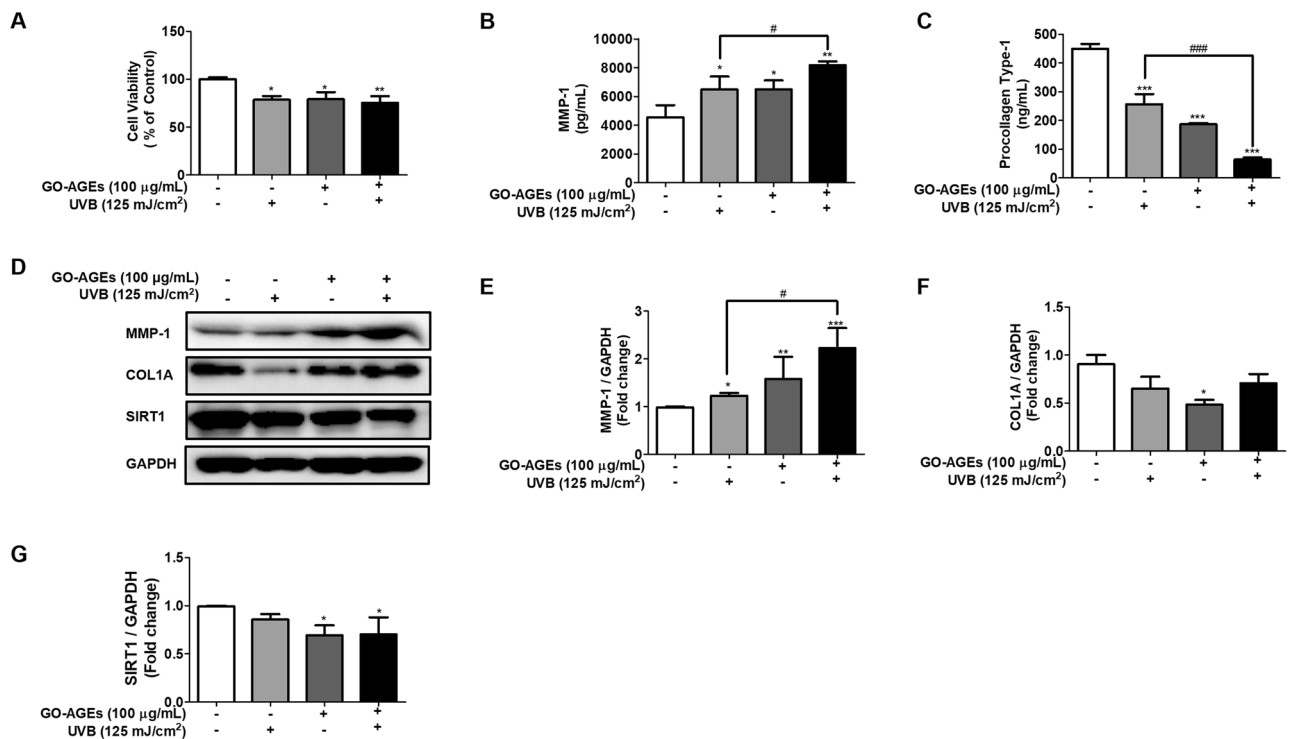 A
Cell Viability
( % of Control)
150
100
50
0
*
*
**
GO-AGEs (100 μg/mL)
- - + +
UVB (125 mJ/cm²)
- + - +
B
MMP-1
(pg/mL)
10000
8000
6000
4000
2000
0
#
*
*
**
GO-AGEs (100 μg/mL)
- - + +
UVB (125 mJ/cm²)
- + - +
C
Procollagen Type-1
(ng/mL)
500
400
300
200
100
0
###
***
***
***
GO-AGEs (100 μg/mL)
- - + +
UVB (125 mJ/cm²)
- + - +
D
GO-AGEs (100 μg/mL)
- - + +
UVB (125 mJ/cm²)
- + - +
MMP-1
COL1A
SIRT1
GAPDH
E
MMP-1 / GAPDH
(Fold change)
3
2
1
0
#
*
**
***
GO-AGEs (100 μg/mL)
- - + +
UVB (125 mJ/cm²)
- + - +
F
COL1A / GAPDH
(Fold change)
1.5
1.0
0.5
0.0
*
GO-AGEs (100 μg/mL)
- - + +
UVB (125 mJ/cm²)
- + - +
G
SIRT1 / GAPDH
(Fold change)
1.5
1.0
0.5
0.0
*
*
GO-AGEs (100 μg/mL)
- - + +
UVB (125 mJ/cm²)
- + - +